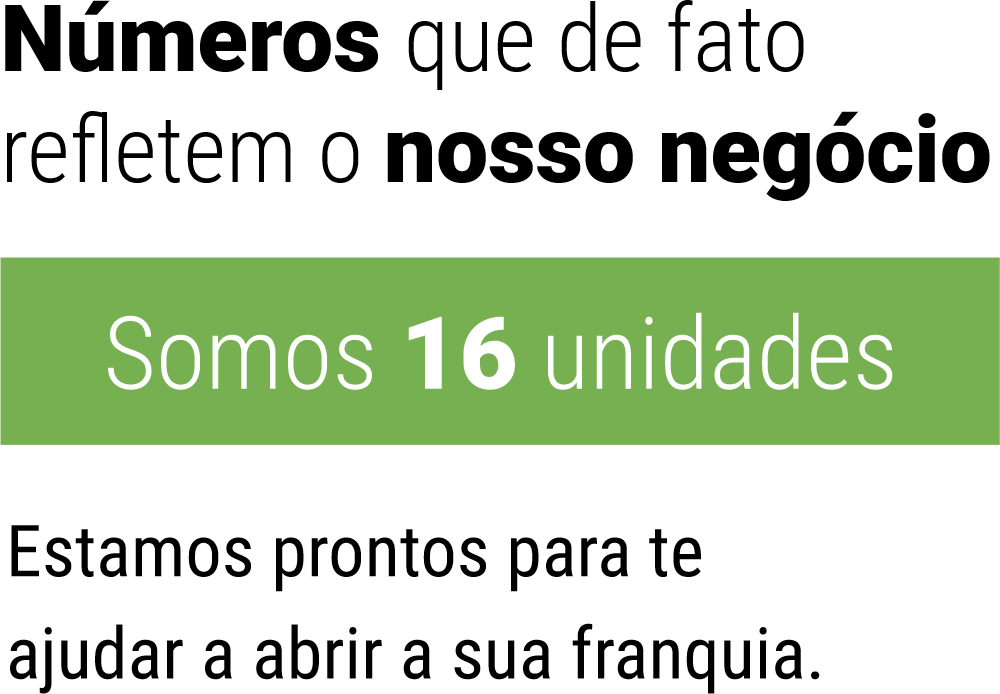 Números que de fato
refletem o nosso negócio
Somos 16 unidades
Estamos prontos para te
ajudar a abrir a sua franquia.